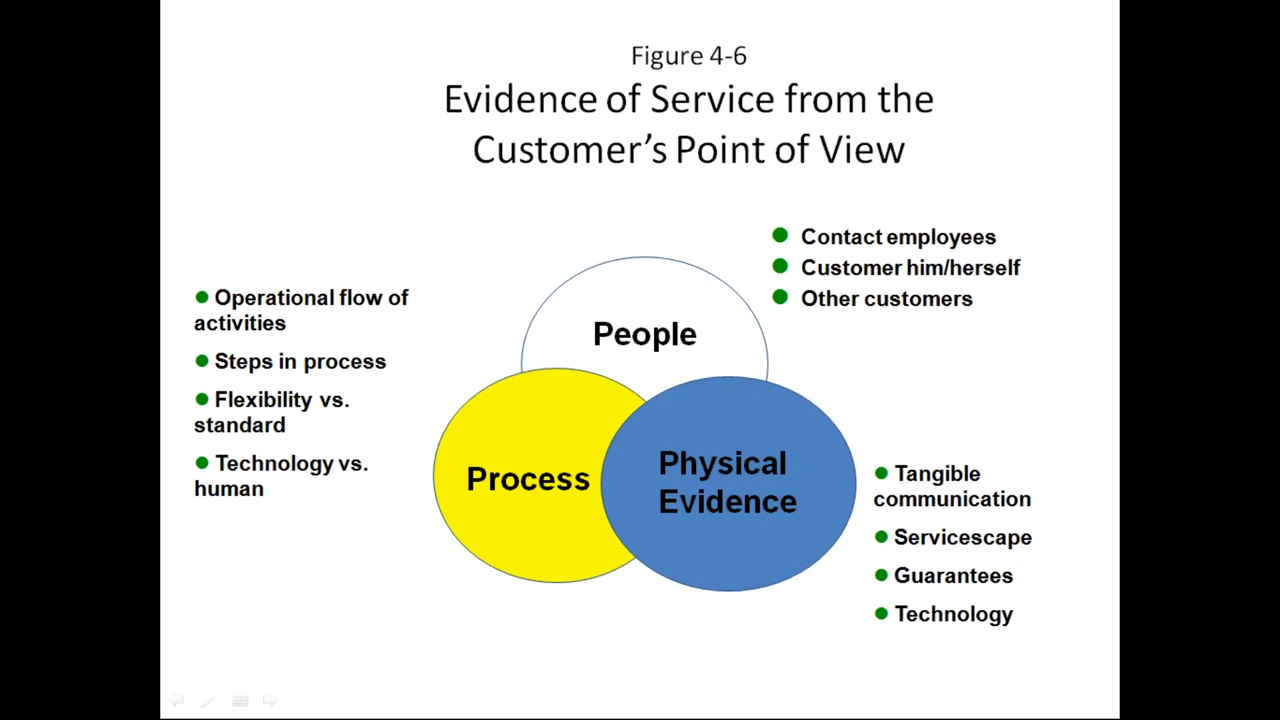 Figure 4-6
Evidence of Service from the
Customer’s Point of View
● Contact employees
● Customer him/herself
● Other customers
● Operational flow of
activities
● Steps in process
● Flexibility vs.
standard
● Technology vs.
human
People
Process
Physical
Evidence
● Tangible
communication
● Servicescape
● Guarantees
● Technology